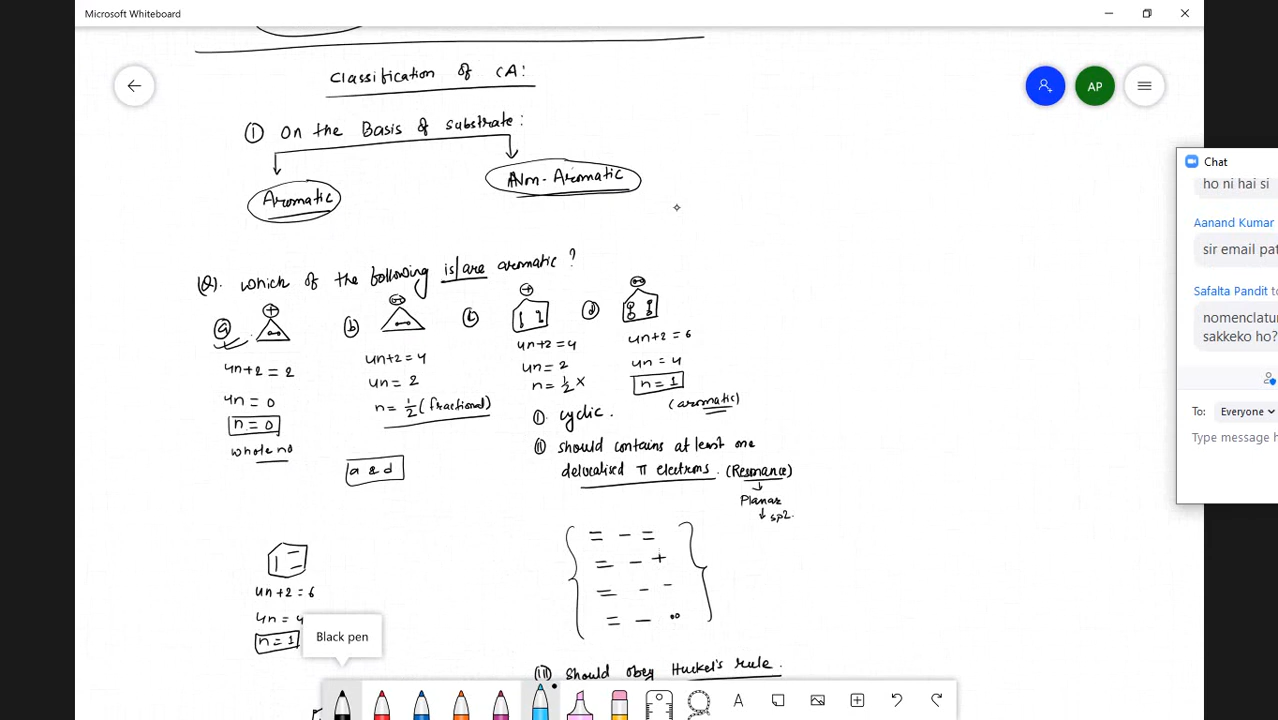 Microsoft Whiteboard
Classification of CA:
AP
① On the Basis of substrate:
Aromatic
Non-Aromatic
Chat
ho ni hai si
Aanand Kumar
sir email pat
Safalta Pandit to
nomenclatur
sakkeko ho?
To: Everyone
Type message h
(Q). Which of the following is/are aromatic ?
ⓐ
ⓑ
ⓒ
ⓓ
4n+2 = 2
4n = 0
n = 0
whole no
4n+2 = 4
4n = 2
n = 1/2 (fractional)
4n+2 = 4
4n = 2
n = 1/2 ×
4n+2 = 6
4n = 4
n = 1
(aromatic)
a & d
① cyclic.
② should contains at least one
delocalised π electrons. (Resonance)
Planar
sp2.
= - =
= - +
= - -
= - ••
4n+2 = 6
4n = 4
n = 1
Black pen
(III) should obey Huckel's rule.
A